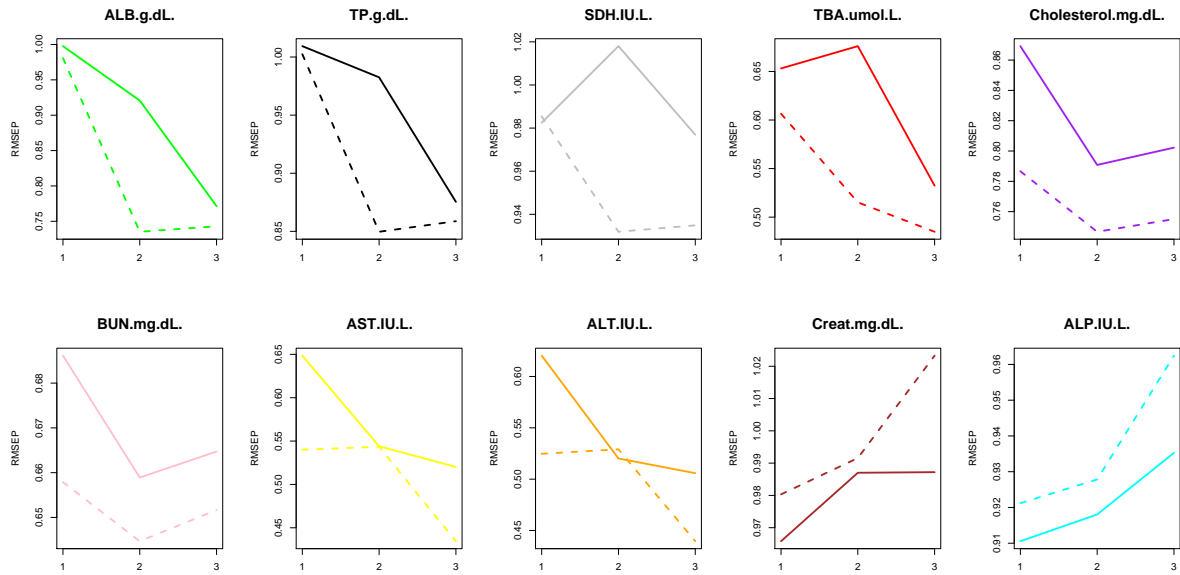 ALB.g.dL. TP.g.dL. SDH.IU.L. TBA.umol.L. Cholesterol.mg.dL.
RMSEP RMSEP RMSEP RMSEP RMSEP
1.00 0.95 0.90 0.85 0.80 0.75
1.00 0.95 0.90 0.85
1.02 1.00 0.98 0.96 0.94
0.65 0.60 0.55 0.50
0.86 0.84 0.82 0.80 0.78 0.76
1 2 3 1 2 3 1 2 3 1 2 3 1 2 3
BUN.mg.dL. AST.IU.L. ALT.IU.L. Creat.mg.dL. ALP.IU.L.
RMSEP RMSEP RMSEP RMSEP RMSEP
0.68 0.67 0.66 0.65
0.65 0.60 0.55 0.50 0.45
0.60 0.55 0.50 0.45
1.02 1.01 1.00 0.99 0.98 0.97
0.96 0.95 0.94 0.93 0.92 0.91
1 2 3 1 2 3 1 2 3 1 2 3 1 2 3